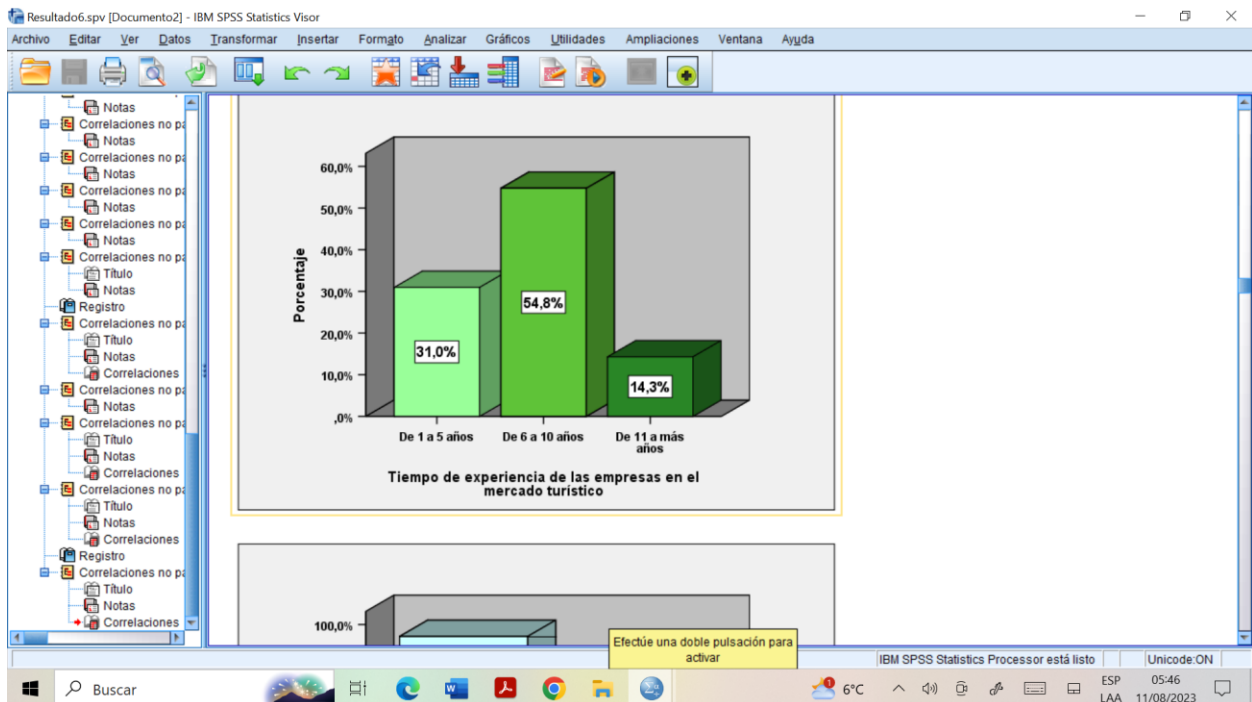 Resultado6.spv [Documento2] - IBM SPSS Statistics Visor
Archivo Editar Ver Datos Transformar Insertar Formato Analizar Gráficos Utilidades Ampliaciones Ventana Ayuda
Notas
Correlaciones no pa
Notas
Correlaciones no pa
Notas
Correlaciones no pa
Notas
Correlaciones no pa
Notas
Correlaciones no pa
Título
Notas
Registro
Correlaciones no pa
Título
Notas
Correlaciones
Correlaciones no pa
Notas
Correlaciones no pa
Título
Notas
Correlaciones
Correlaciones no pa
Título
Notas
Correlaciones
Registro
Correlaciones no pa
Título
Notas
Correlaciones
Porcentaje
60,0%
50,0%
40,0%
30,0%
20,0%
10,0%
,0%
31,0%
54,8%
14,3%
De 1 a 5 años
De 6 a 10 años
De 11 a más
años
Tiempo de experiencia de las empresas en el
mercado turístico
100,0%
Efectúe una doble pulsación para
activar
IBM SPSS Statistics Processor está listo
Unicode:ON
Buscar
6°C
ESP
LAA
05:46
11/08/2023